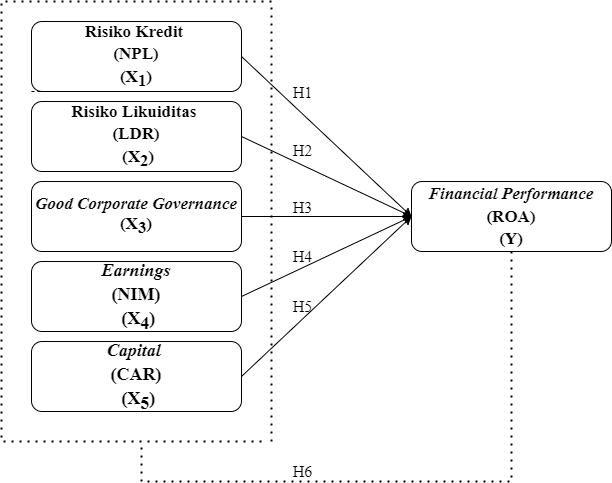 Risiko Kredit
(NPL)
(X1)
H1
Risiko Likuiditas
(LDR)
(X2)
H2
Good Corporate Governance
(X3)
H3
Earnings
(NIM)
(X4)
H4
Capital
(CAR)
(X5)
H5
Financial Performance
(ROA)
(Y)
H6